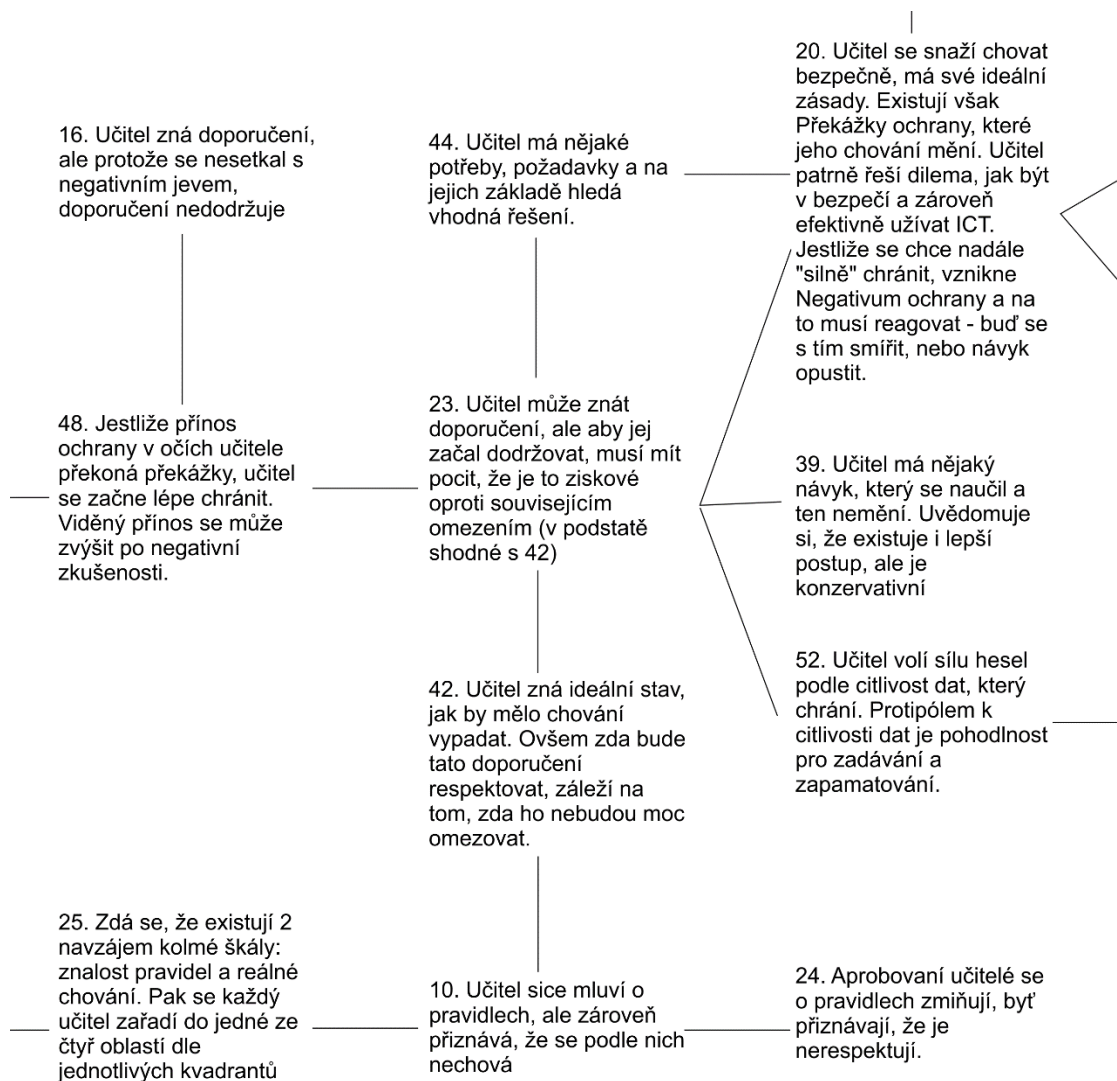 16. Učitel zná doporučení,
ale protože se nesetkal s
negativním jevem,
doporučení nedodržuje
44. Učitel má nějaké
potřeby, požadavky a na
jejich základě hledá
vhodná řešení.
20. Učitel se snaží chovat
bezpečně, má své ideální
zásady. Existují však
Překážky ochrany, které
jeho chování mění. Učitel
patrně řeší dilema, jak být
v bezpečí a zároveň
efektivně užívat ICT.
Jestliže se chce nadále
"silně" chránit, vznikne
Negativum ochrany a na
to musí reagovat - buď se
s tím smířit, nebo návyk
opustit.
48. Jestliže přínos
ochrany v očích učitele
překoná překážky, učitel
se začne lépe chránit.
Viděný přínos se může
zvýšit po negativní
zkušenosti.
23. Učitel může znát
doporučení, ale aby jej
začal dodržovat, musí mít
pocit, že je to ziskové
oproti souvisejícím
omezením (v podstatě
shodné s 42)
39. Učitel má nějaký
návyk, který se naučil a
ten nemění. Uvědomuje
si, že existuje i lepší
postup, ale je
konzervativní
42. Učitel zná ideální stav,
jak by mělo chování
vypadat. Ovšem zda bude
tato doporučení
respektovat, záleží na
tom, zda ho nebudou moc
omezovat.
52. Učitel volí sílu hesel
podle citlivost dat, který
chrání. Protipólem k
citlivosti dat je pohodlnost
pro zadávání a
zapamatování.
25. Zdá se, že existují 2
navzájem kolmé škály:
znalost pravidel a reálné
chování. Pak se každý
učitel zařadí do jedné ze
čtyř oblastí dle
jednotlivých kvadrantů
10. Učitel sice mluví o
pravidlech, ale zároveň
přiznává, že se podle nich
nechová
24. Aprobovaní učitelé se
o pravidlech zmiňují, byť
přiznávají, že je
nerespektují.